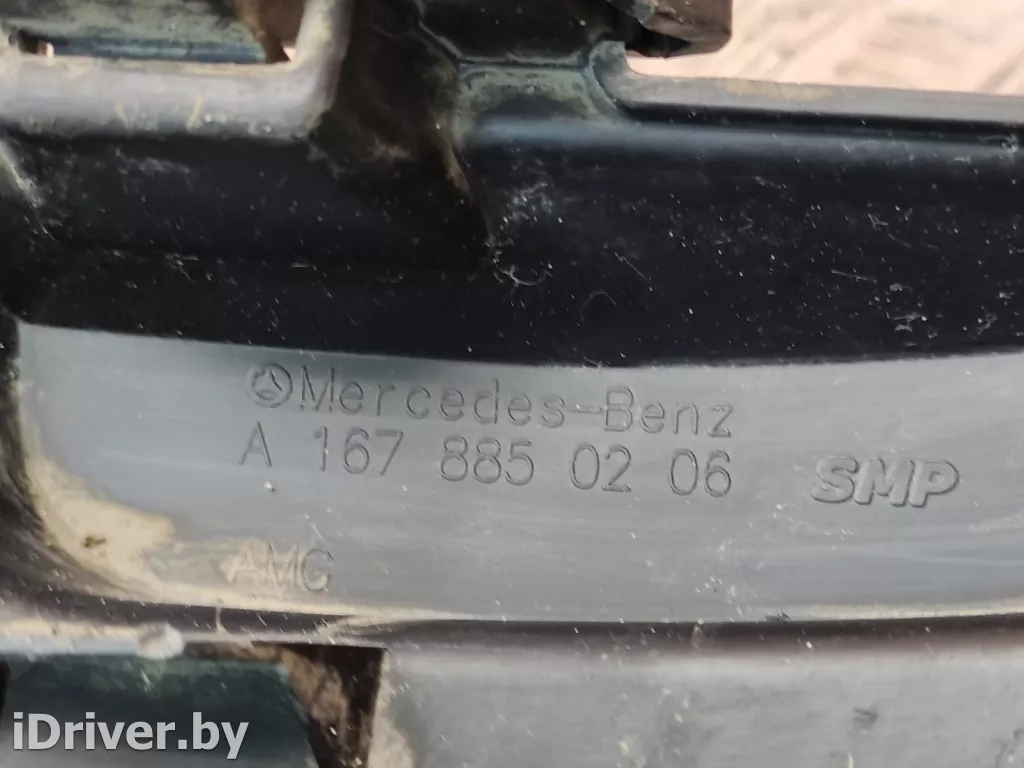 Mercedes-Benz
A 167 885 02 06
SMP
AMG
iDriver.by